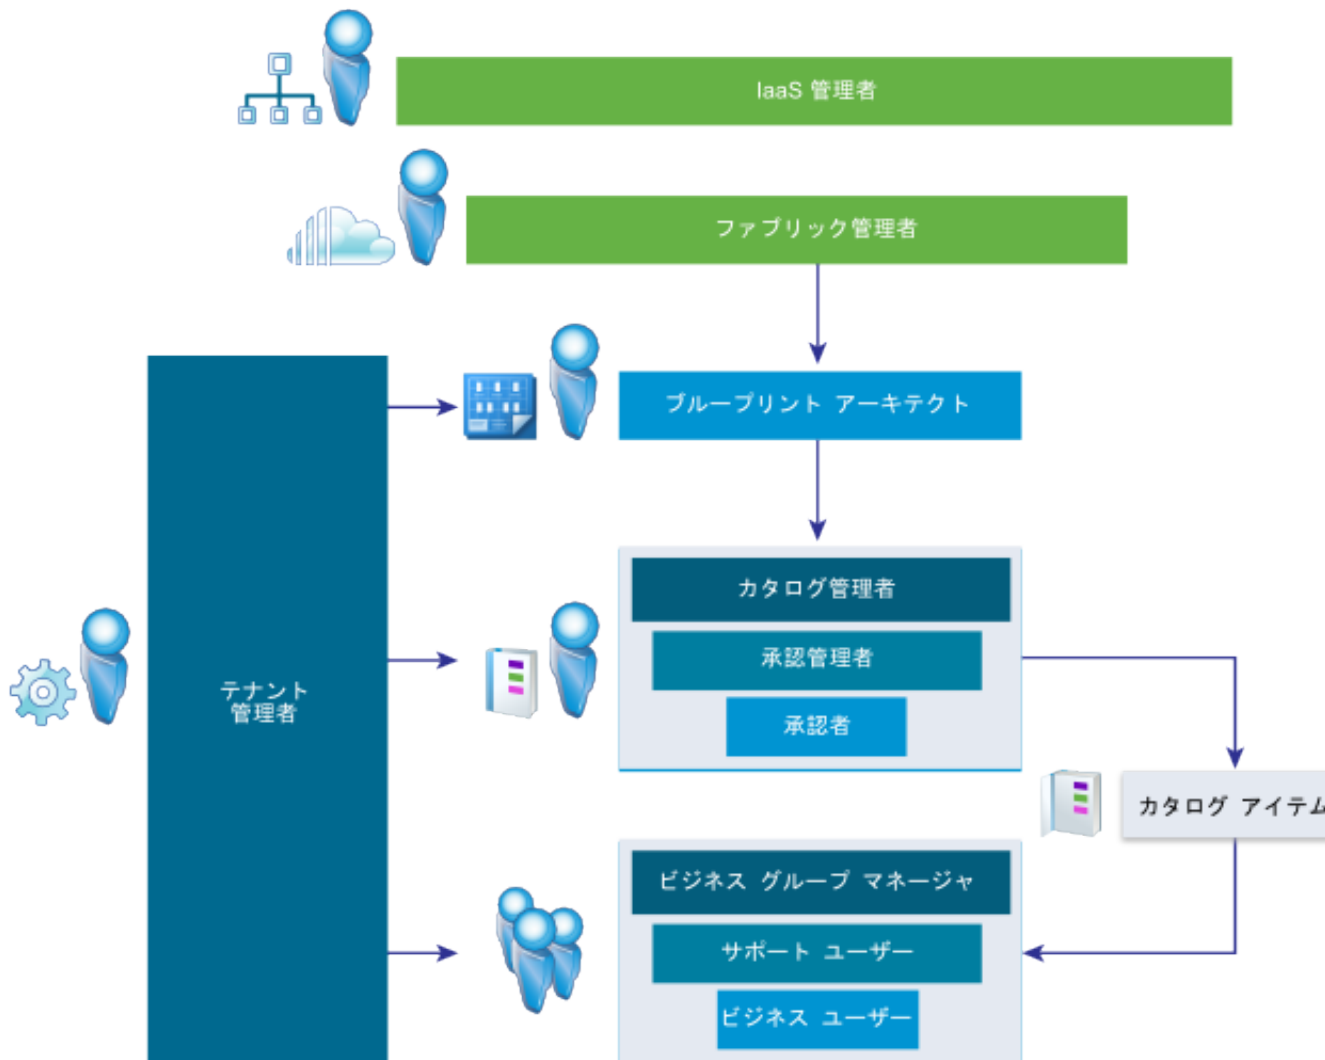 IaaS 管理者
ファブリック管理者
ブループリント アーキテクト
カタログ管理者
承認管理者
承認者
テナント
管理者
カタログ アイテム
ビジネス グループ マネージャ
サポート ユーザー
ビジネス ユーザー